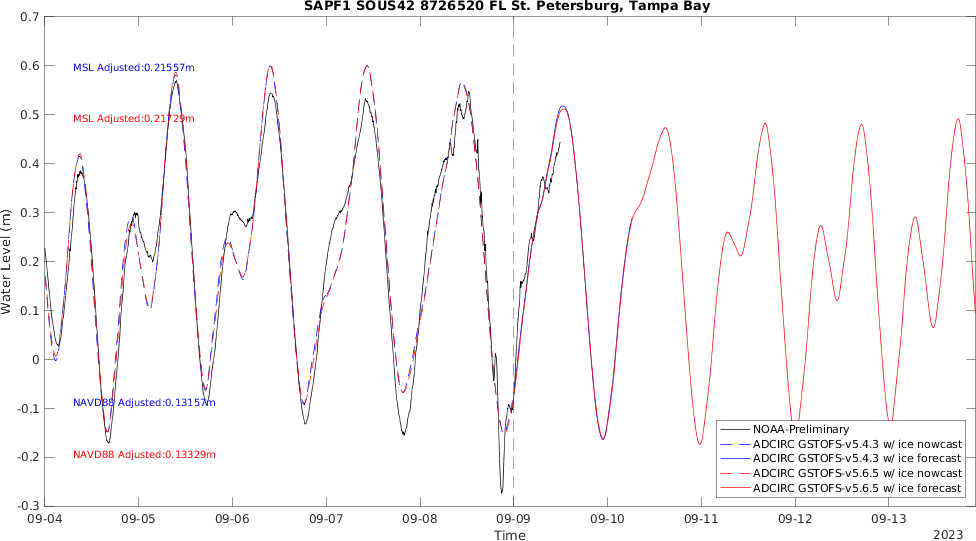 SAPF1 SOUS42 8726520 FL St. Petersburg, Tampa Bay
0.7
0.6
0.5
0.4
0.3
0.2
0.1
0
-0.1
-0.2
-0.3
Water Level (m)
MSL Adjusted:0.21557m
MSL Adjusted:0.21729m
NAVD88 Adjusted:0.13157m
NAVD88 Adjusted:0.13329m
NOAA-Preliminary
ADCIRC GSTOFS-v5.4.3 w/ ice nowcast
ADCIRC GSTOFS-v5.4.3 w/ ice forecast
ADCIRC GSTOFS-v5.6.5 w/ ice nowcast
ADCIRC GSTOFS-v5.6.5 w/ ice forecast
09-04 09-05 09-06 09-07 09-08 09-09 09-10 09-11 09-12 09-13
Time
2023